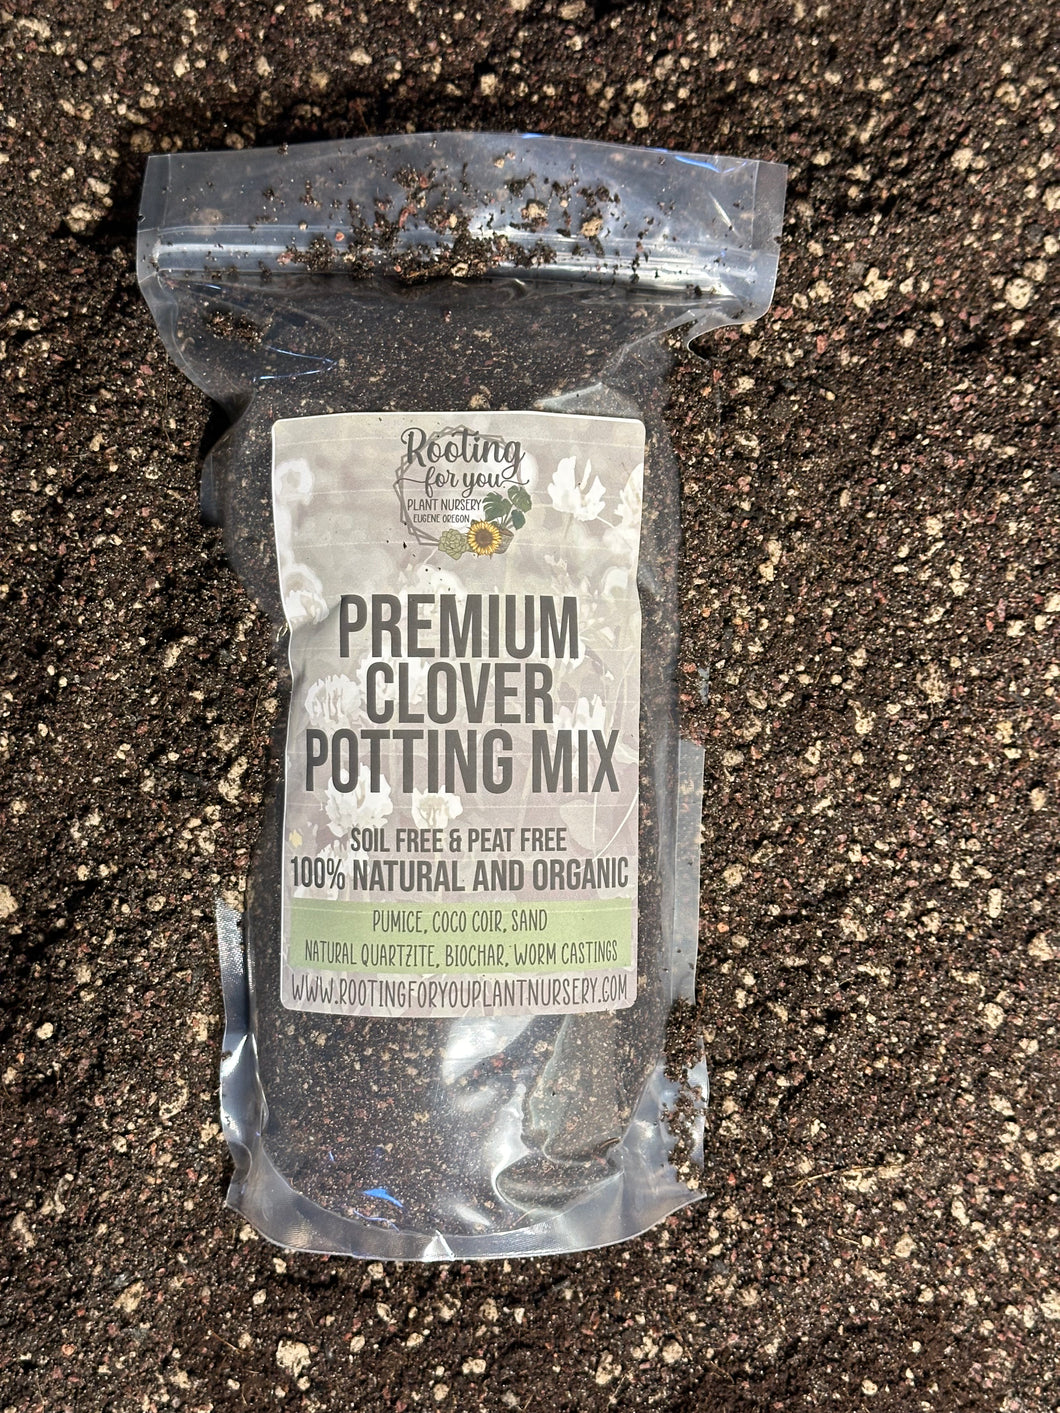 Rooting
for you
PLANT NURSERY
EUGENE OREGON
PREMIUM
CLOVER
POTTING MIX
SOIL FREE & PEAT FREE
100% NATURAL AND ORGANIC
PUMICE, COCO COIR, SAND
NATURAL QUARTZITE, BIOCHAR, WORM CASTINGS
WWW.ROOTINGFORYOUPLANTNURSERY.COM